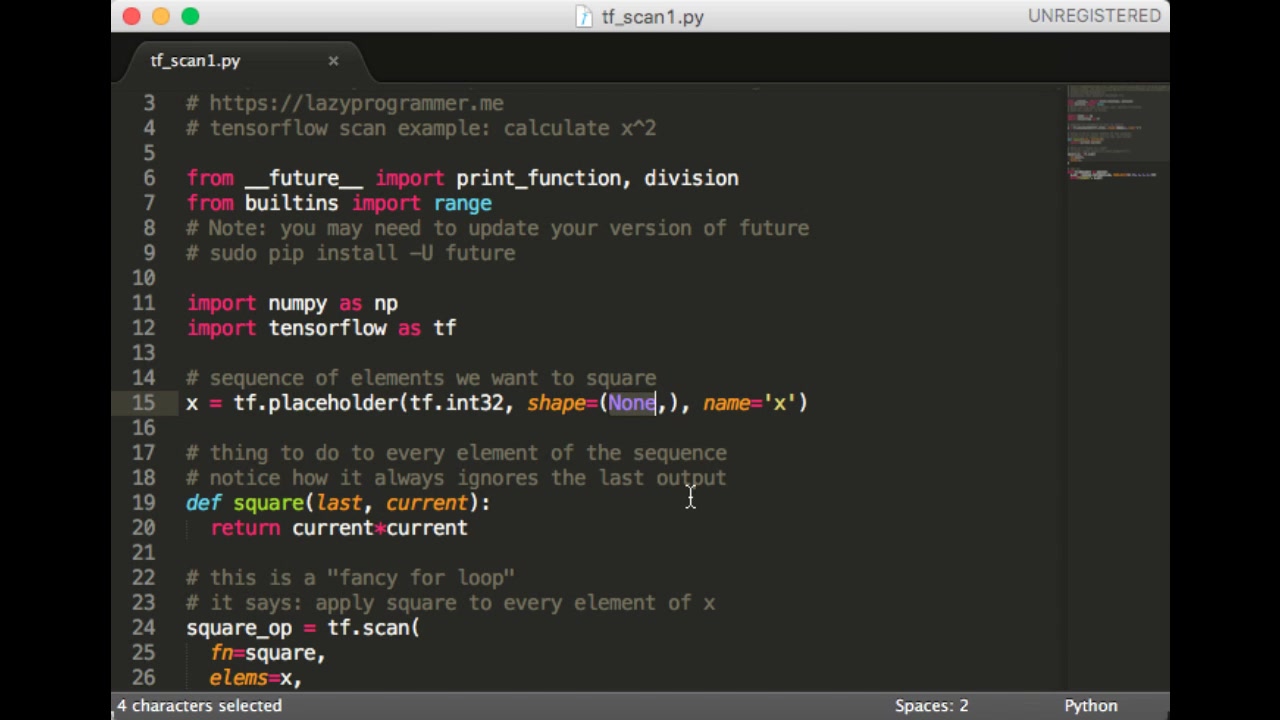 tf_scan1.py
UNREGISTERED
tf_scan1.py ×
3 # https://lazyprogrammer.me
4 # tensorflow scan example: calculate x^2
5
6 from __future__ import print_function, division
7 from builtins import range
8 # Note: you may need to update your version of future
9 # sudo pip install -U future
10
11 import numpy as np
12 import tensorflow as tf
13
14 # sequence of elements we want to square
15 x = tf.placeholder(tf.int32, shape=(None,), name='x')
16
17 # thing to do to every element of the sequence
18 # notice how it always ignores the last output
19 def square(last, current):
20   return current*current
21
22 # this is a "fancy for loop"
23 # it says: apply square to every element of x
24 square_op = tf.scan(
25   fn=square,
26   elems=x,
4 characters selected
Spaces: 2
Python